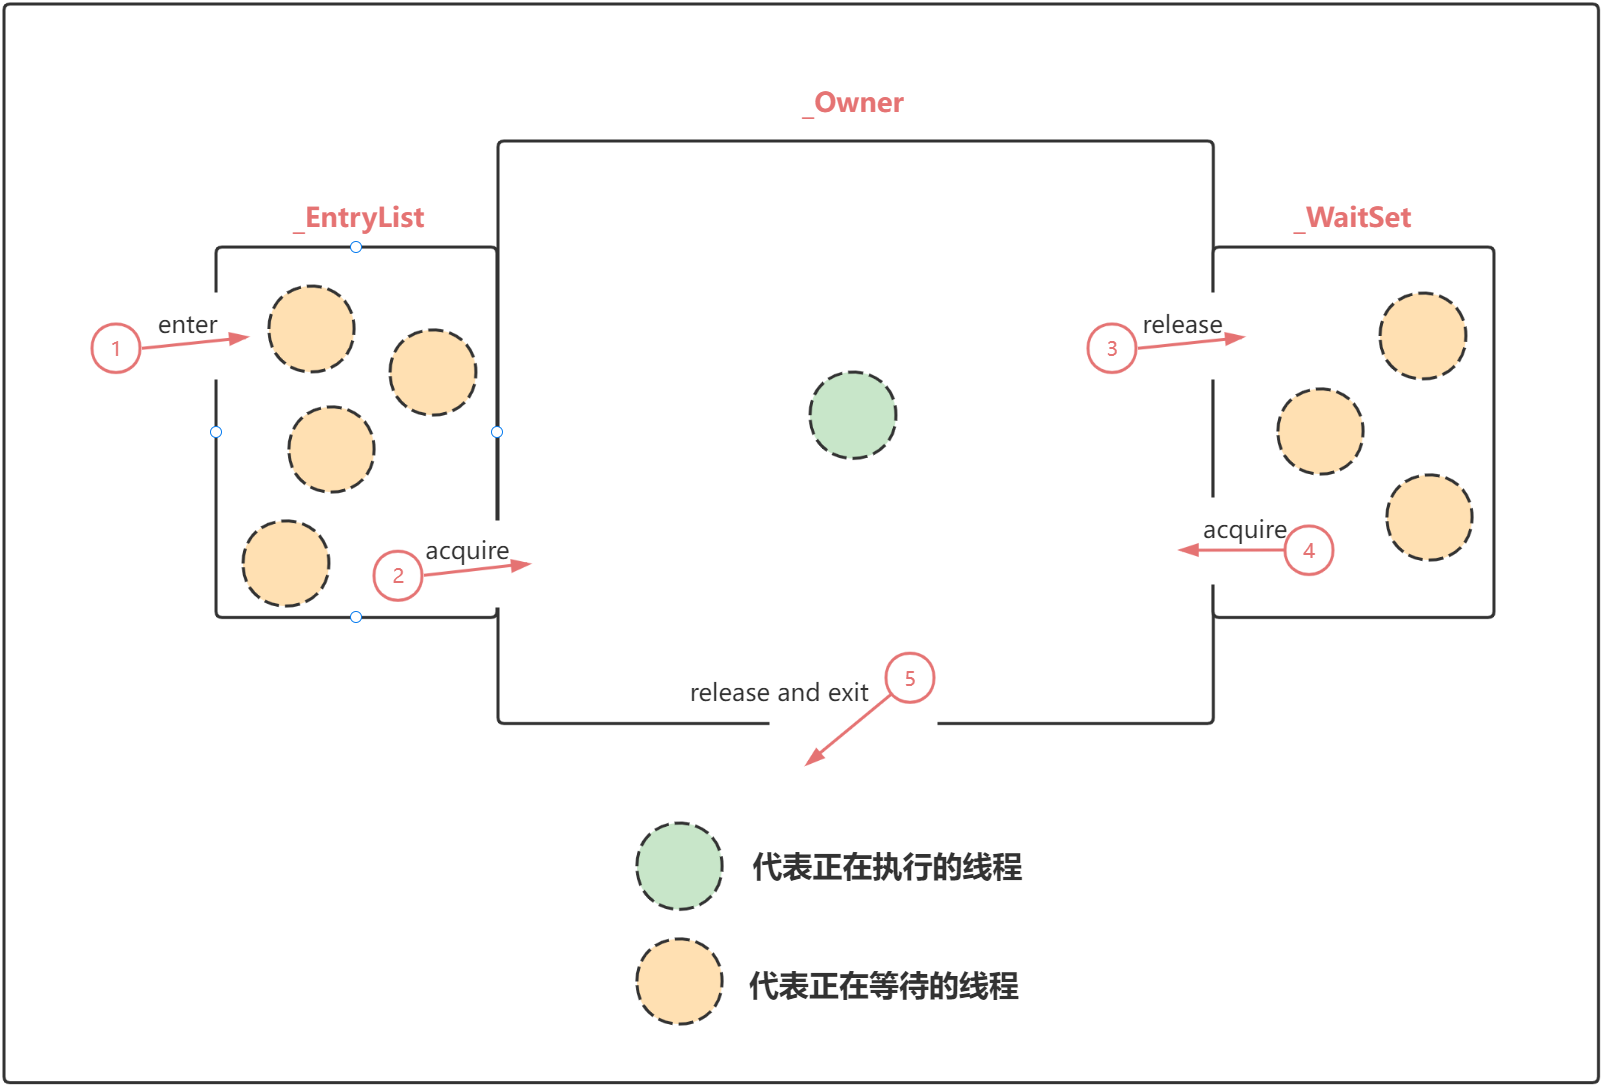 _Owner
_EntryList
_WaitSet
1
enter
3
release
2
acquire
acquire
4
release and exit
5
代表正在执行的线程
代表正在等待的线程